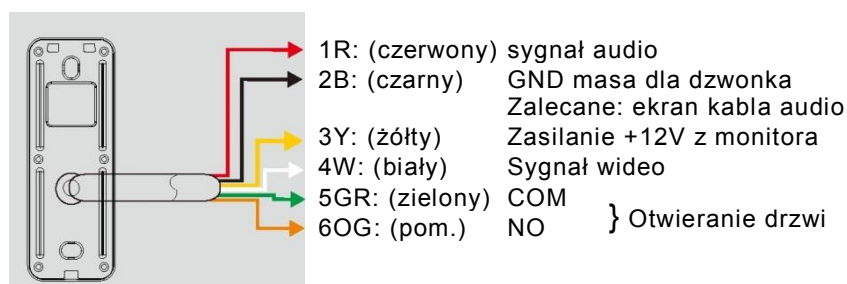 1R: (czerwony) sygnał audio
2B: (czarny) GND masa dla dzwonka
Zalecane: ekran kabla audio
3Y: (żółty) Zasilanie +12V z monitora
4W: (biały) Sygnał wideo
5GR: (zielony) COM
6OG: (pom.) NO
} Otwieranie drzwi